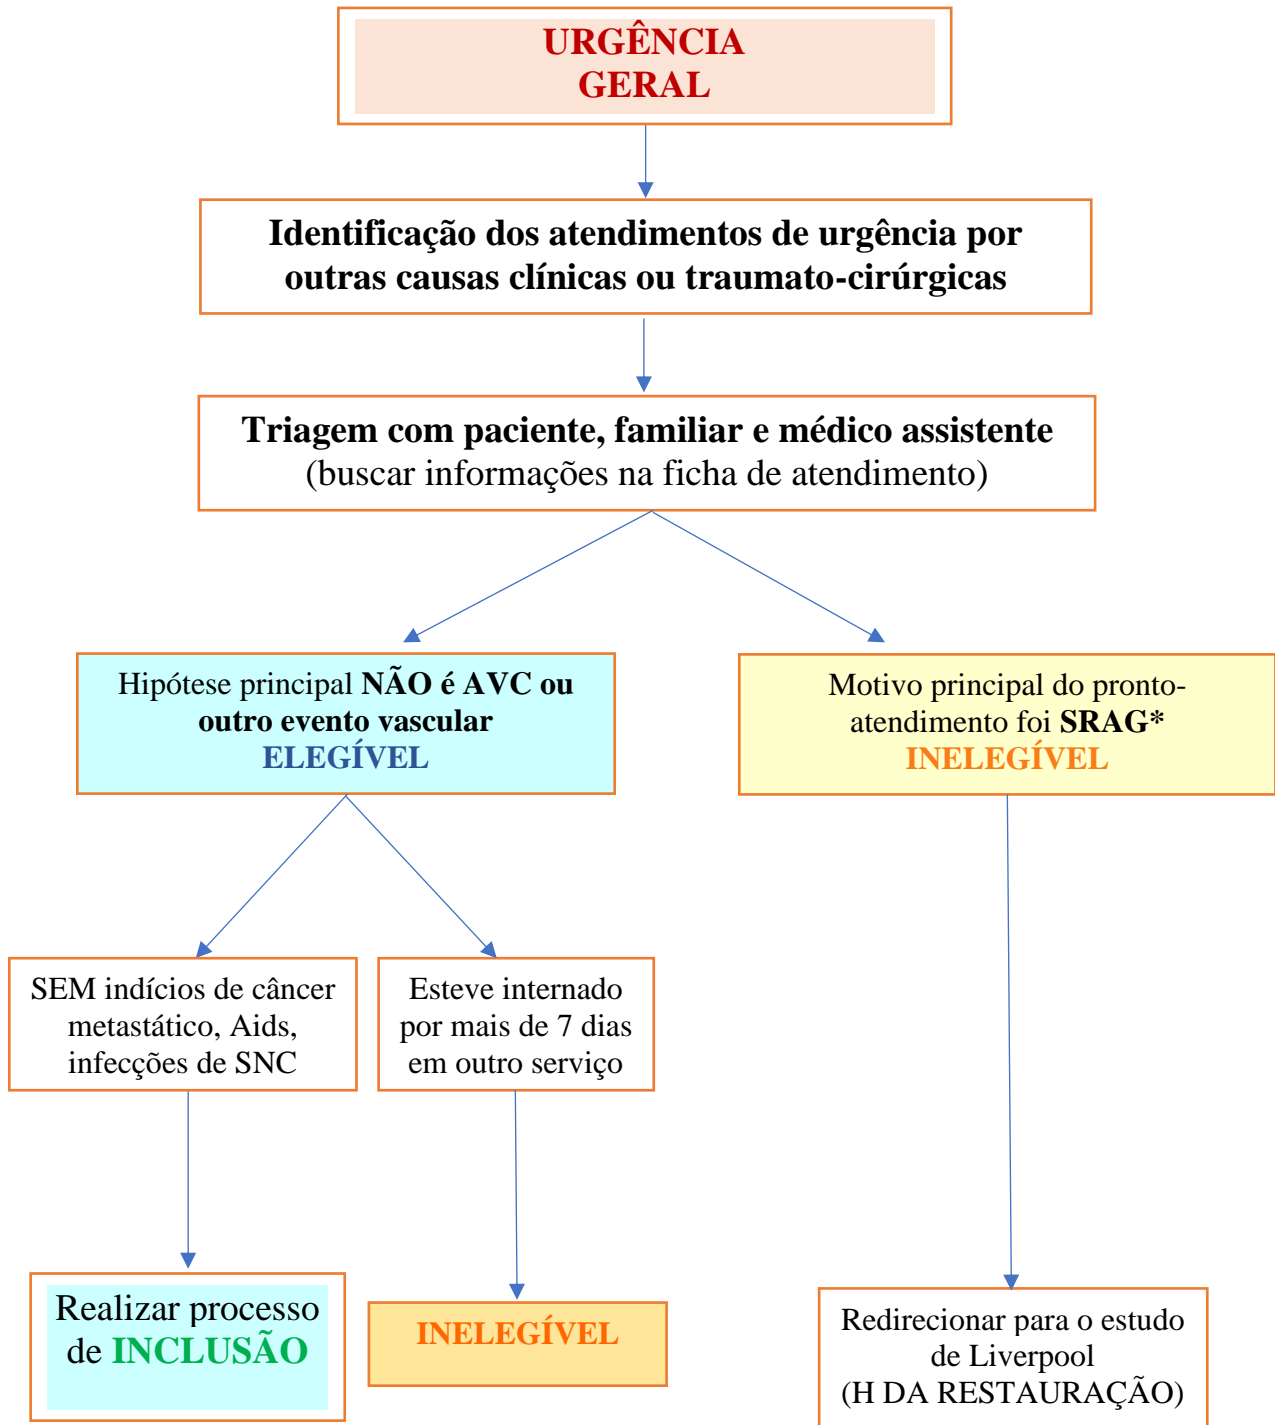 URGÊNCIA
GERAL
Identificação dos atendimentos de urgência por
outras causas clínicas ou traumato-cirúrgicas
Triagem com paciente, familiar e médico assistente
(buscar informações na ficha de atendimento)
Hipótese principal NÃO é AVC ou
outro evento vascular
ELEGÍVEL
Motivo principal do pronto-
atendimento foi SRAG*
INELEGÍVEL
SEM indícios de câncer
metastático, Aids,
infecções de SNC
Esteve internado
por mais de 7 dias
em outro serviço
Realizar processo
de INCLUSÃO
INELEGÍVEL
Redirecionar para o estudo
de Liverpool
(H DA RESTAURAÇÃO)